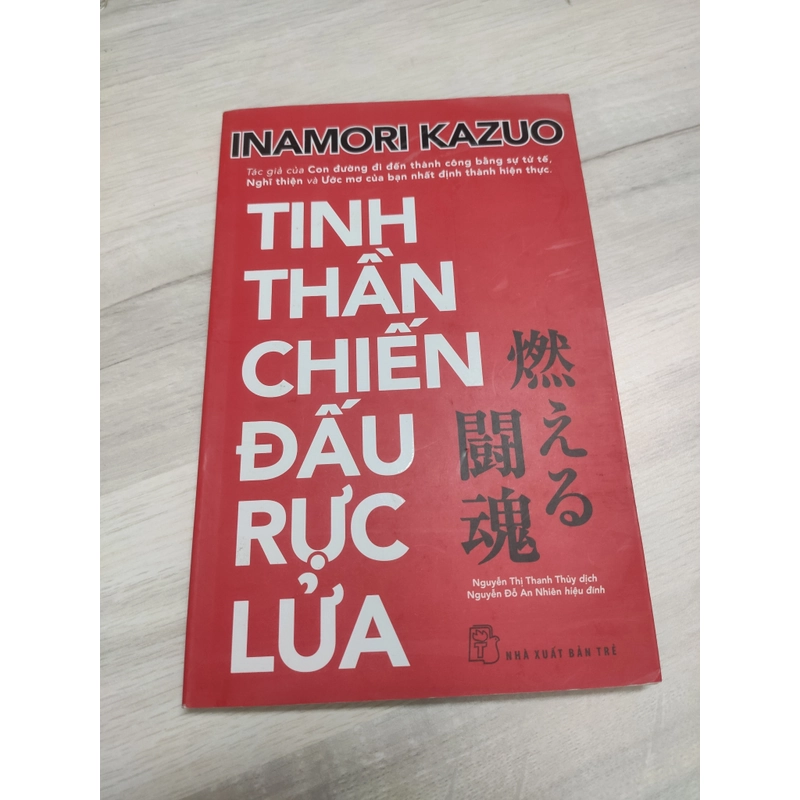 INAMORI KAZUO
Tác giả của Con đường đi đến thành công bằng sự tử tế,
Nghĩ thiện và Ước mơ của bạn nhất định thành hiện thực.
TINH
THẦN
CHIẾN
ĐẤU
RỰC
LỬA
燃える
闘魂
Nguyễn Thị Thanh Thúy dịch
Nguyễn Đỗ An Nhiên hiệu đính
T
NHÀ XUẤT BẢN TRẺ